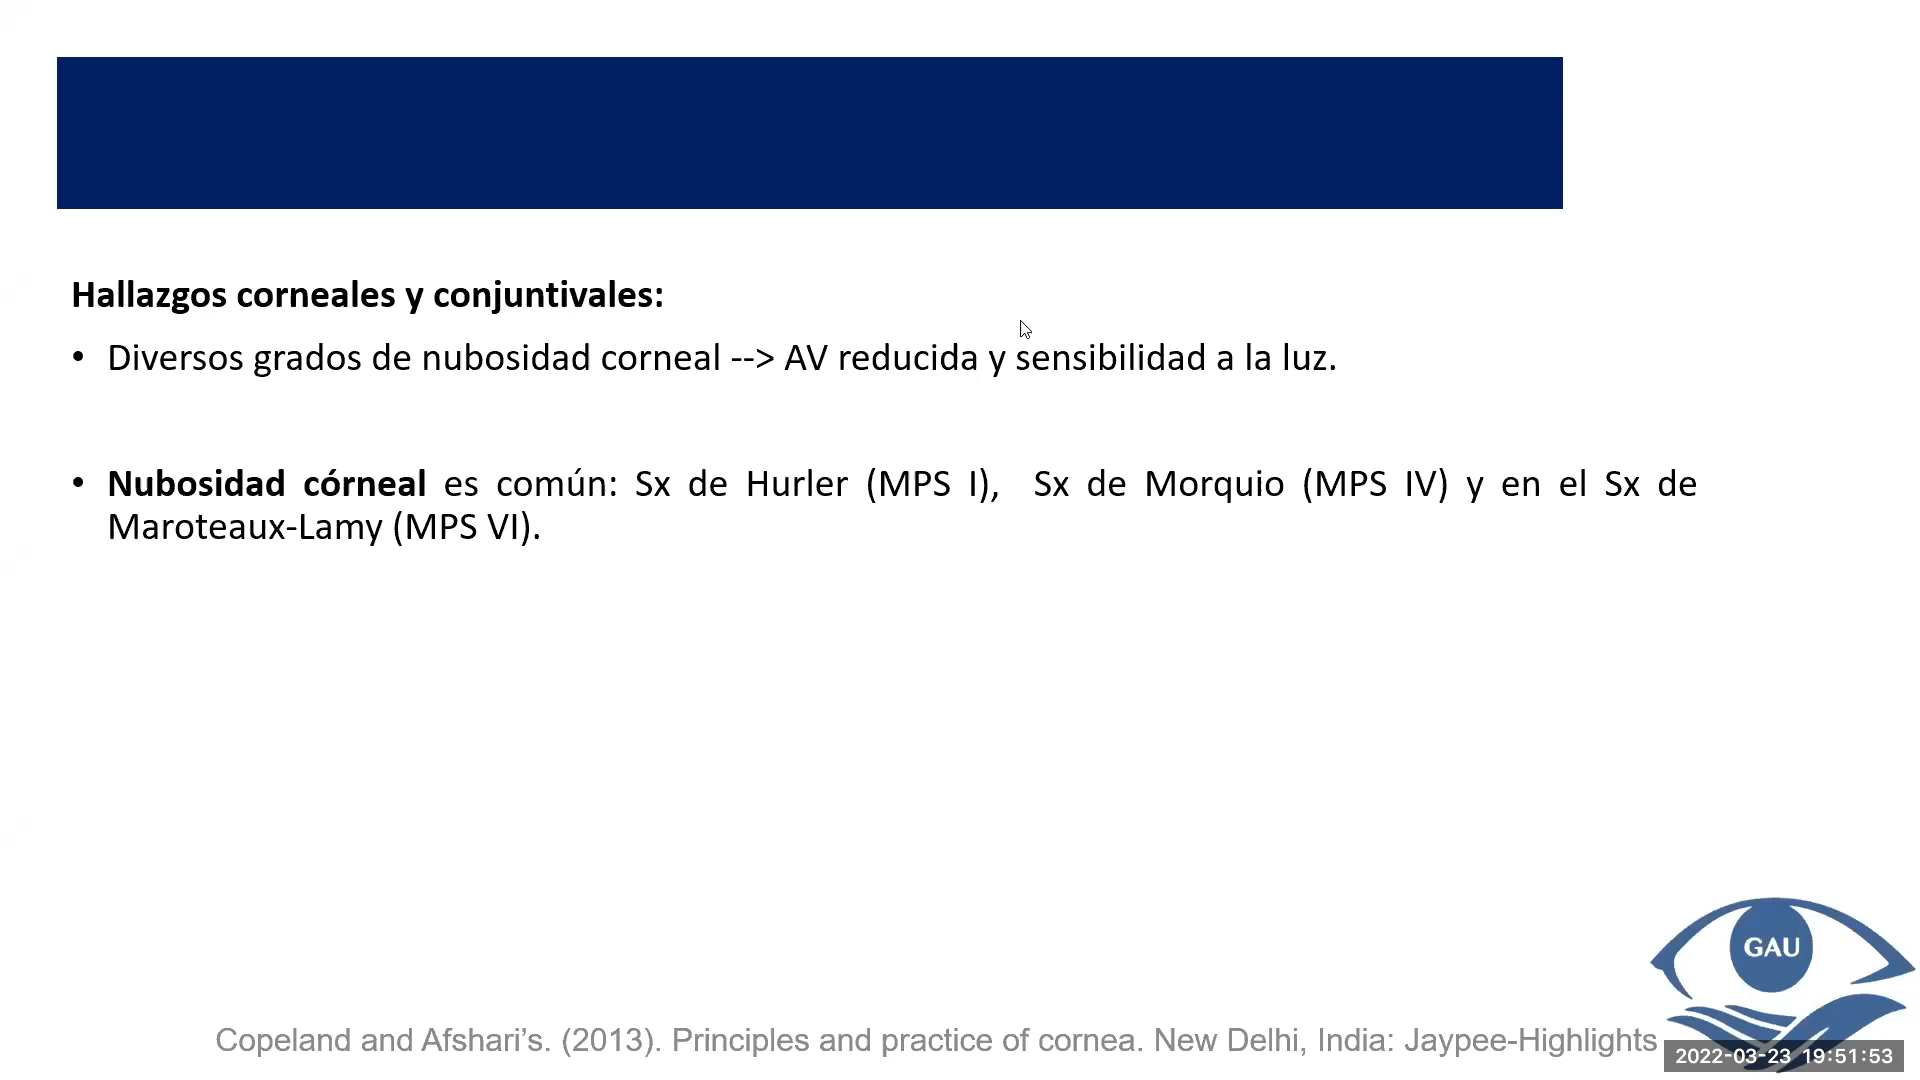 Hallazgos corneales y conjuntivales:
• Diversos grados de nubosidad corneal --> AV reducida y sensibilidad a la luz.
• Nubosidad córneal es común: Sx de Hurler (MPS I), Sx de Morquio (MPS IV) y en el Sx de
Maroteaux-Lamy (MPS VI).
GAU
Copeland and Afshari’s. (2013). Principles and practice of cornea. New Delhi, India: Jaypee-Highlights
2022-03-23 19:51:53